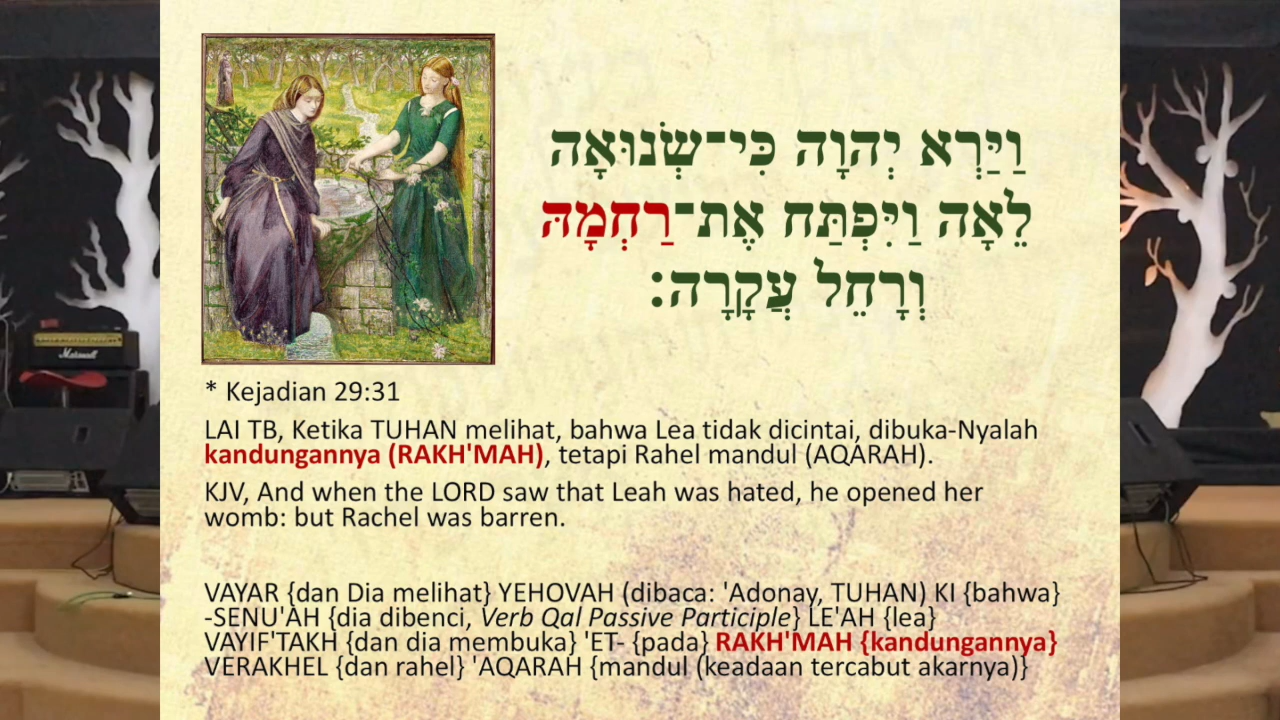 וַיַּרְא יְהוָה כִּי־שְׂנוּאָה
לֵאָה וַיִּפְתַּח אֶת־רַחְמָהּ
וְרָחֵל עֲקָרָה׃
* Kejadian 29:31
LAI TB, Ketika TUHAN melihat, bahwa Lea tidak dicintai, dibuka-Nyalah
kandungannya (RAKH'MAH), tetapi Rahel mandul (AQARAH).
KJV, And when the LORD saw that Leah was hated, he opened her
womb: but Rachel was barren.
VAYAR {dan Dia melihat} YEHOVAH (dibaca: 'Adonay, TUHAN) KI {bahwa}
-SENU'AH {dia dibenci, Verb Qal Passive Participle} LE'AH {lea}
VAYIF'TAKH {dan dia membuka} 'ET- {pada} RAKH'MAH {kandungannya}
VERAKHEL {dan rahel} 'AQARAH {mandul (keadaan tercabut akarnya)}
Marshall